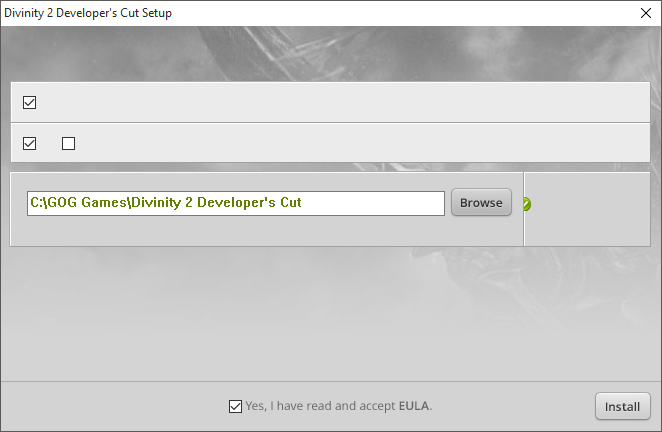 Divinity 2 Developer's Cut Setup
C:\GOG Games\Divinity 2 Developer's Cut
Browse
Yes, I have read and accept EULA.
Install